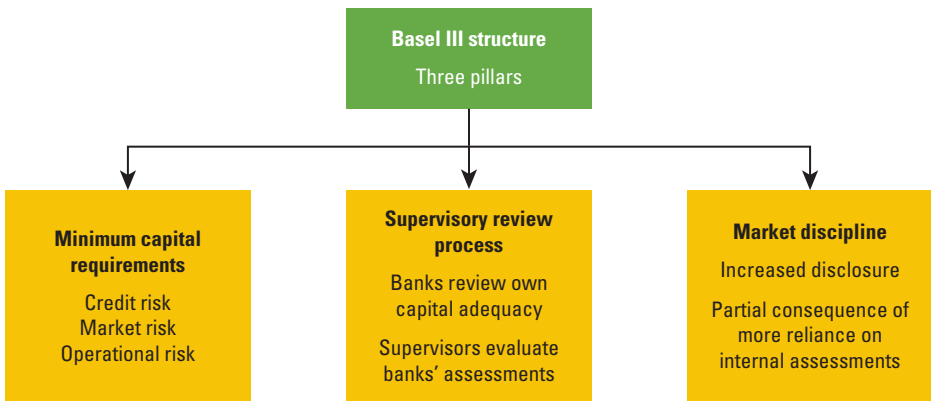 Basel III structure
Three pillars
Minimum capital
requirements
Credit risk
Market risk
Operational risk
Supervisory review
process
Banks review own
capital adequacy
Supervisors evaluate
banks’ assessments
Market discipline
Increased disclosure
Partial consequence of
more reliance on
internal assessments